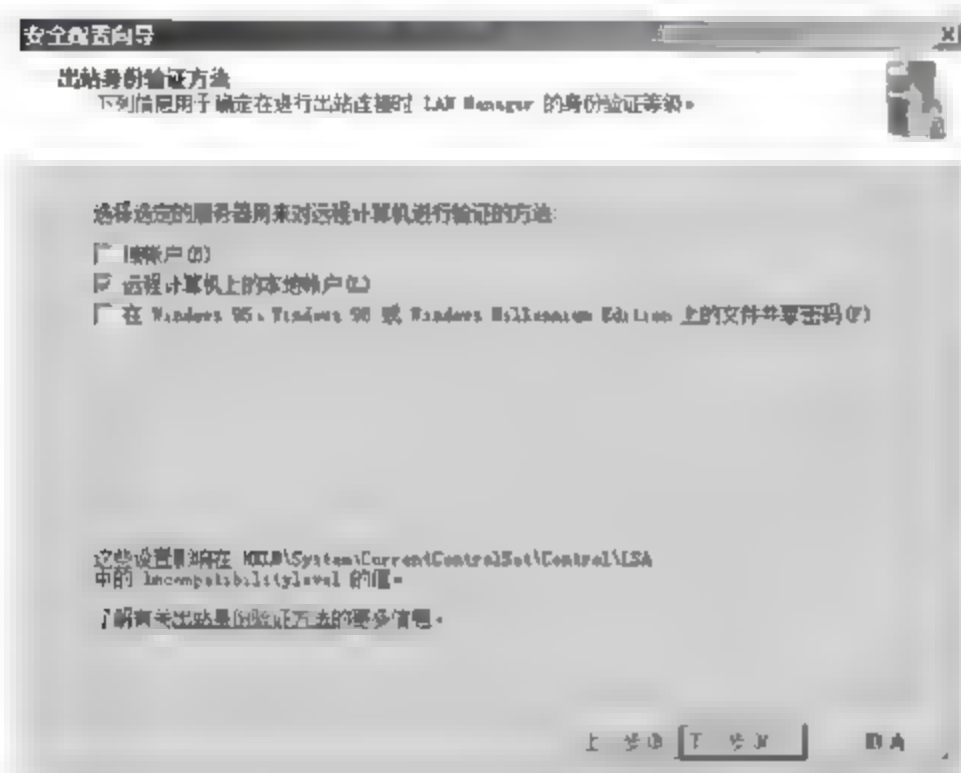 安全配置向导
出站身份验证方法
下列信息用于确定在进行出站连接时 LAN Manager 的身份验证等级。
选择选定的服务器用来对远程计算机进行验证的方法:
域帐户(D)
远程计算机上的本地帐户(L)
在 Windows 95、Windows 98 或 Windows Millennium Edition 上的文件共享密码(F)
这些设置影响在 HKLM\System\CurrentControlSet\Control\LSA
中的 lmcompatibilitylevel 的值。
了解有关出站身份验证方法的更多信息。
上一步(B)
下一步(N)
取消